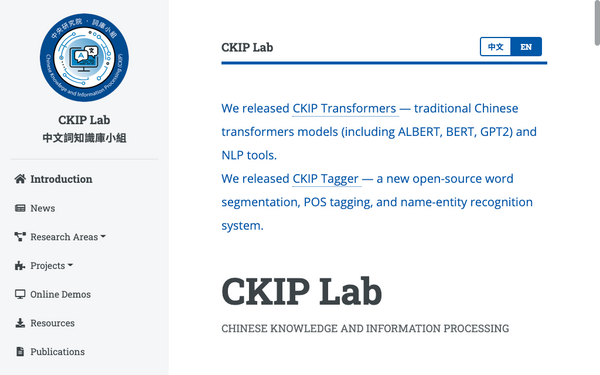 中央研究院 · 詞庫小組
Chinese Knowledge and Information Processing (CKIP)
CKIP Lab
中文詞知識庫小組
Introduction
News
Research Areas
Projects
Online Demos
Resources
Publications
CKIP Lab
中文 EN
We released CKIP Transformers — traditional Chinese
transformers models (including ALBERT, BERT, GPT2) and
NLP tools.
We released CKIP Tagger — a new open-source word
segmentation, POS tagging, and name-entity recognition
system.
CKIP Lab
CHINESE KNOWLEDGE AND INFORMATION PROCESSING